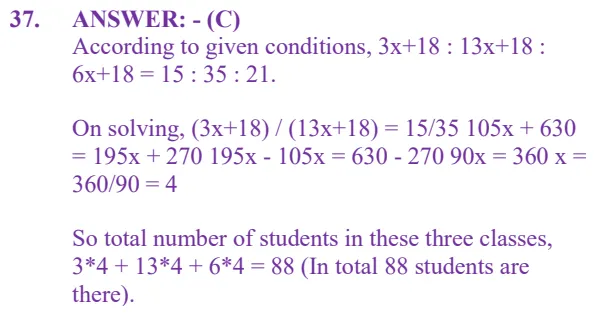 37. ANSWER: - (C)
According to given conditions, 3x+18 : 13x+18 :
6x+18 = 15 : 35 : 21.
On solving, (3x+18) / (13x+18) = 15/35 105x + 630
= 195x + 270 195x - 105x = 630 - 270 90x = 360 x =
360/90 = 4
So total number of students in these three classes,
3*4 + 13*4 + 6*4 = 88 (In total 88 students are
there).